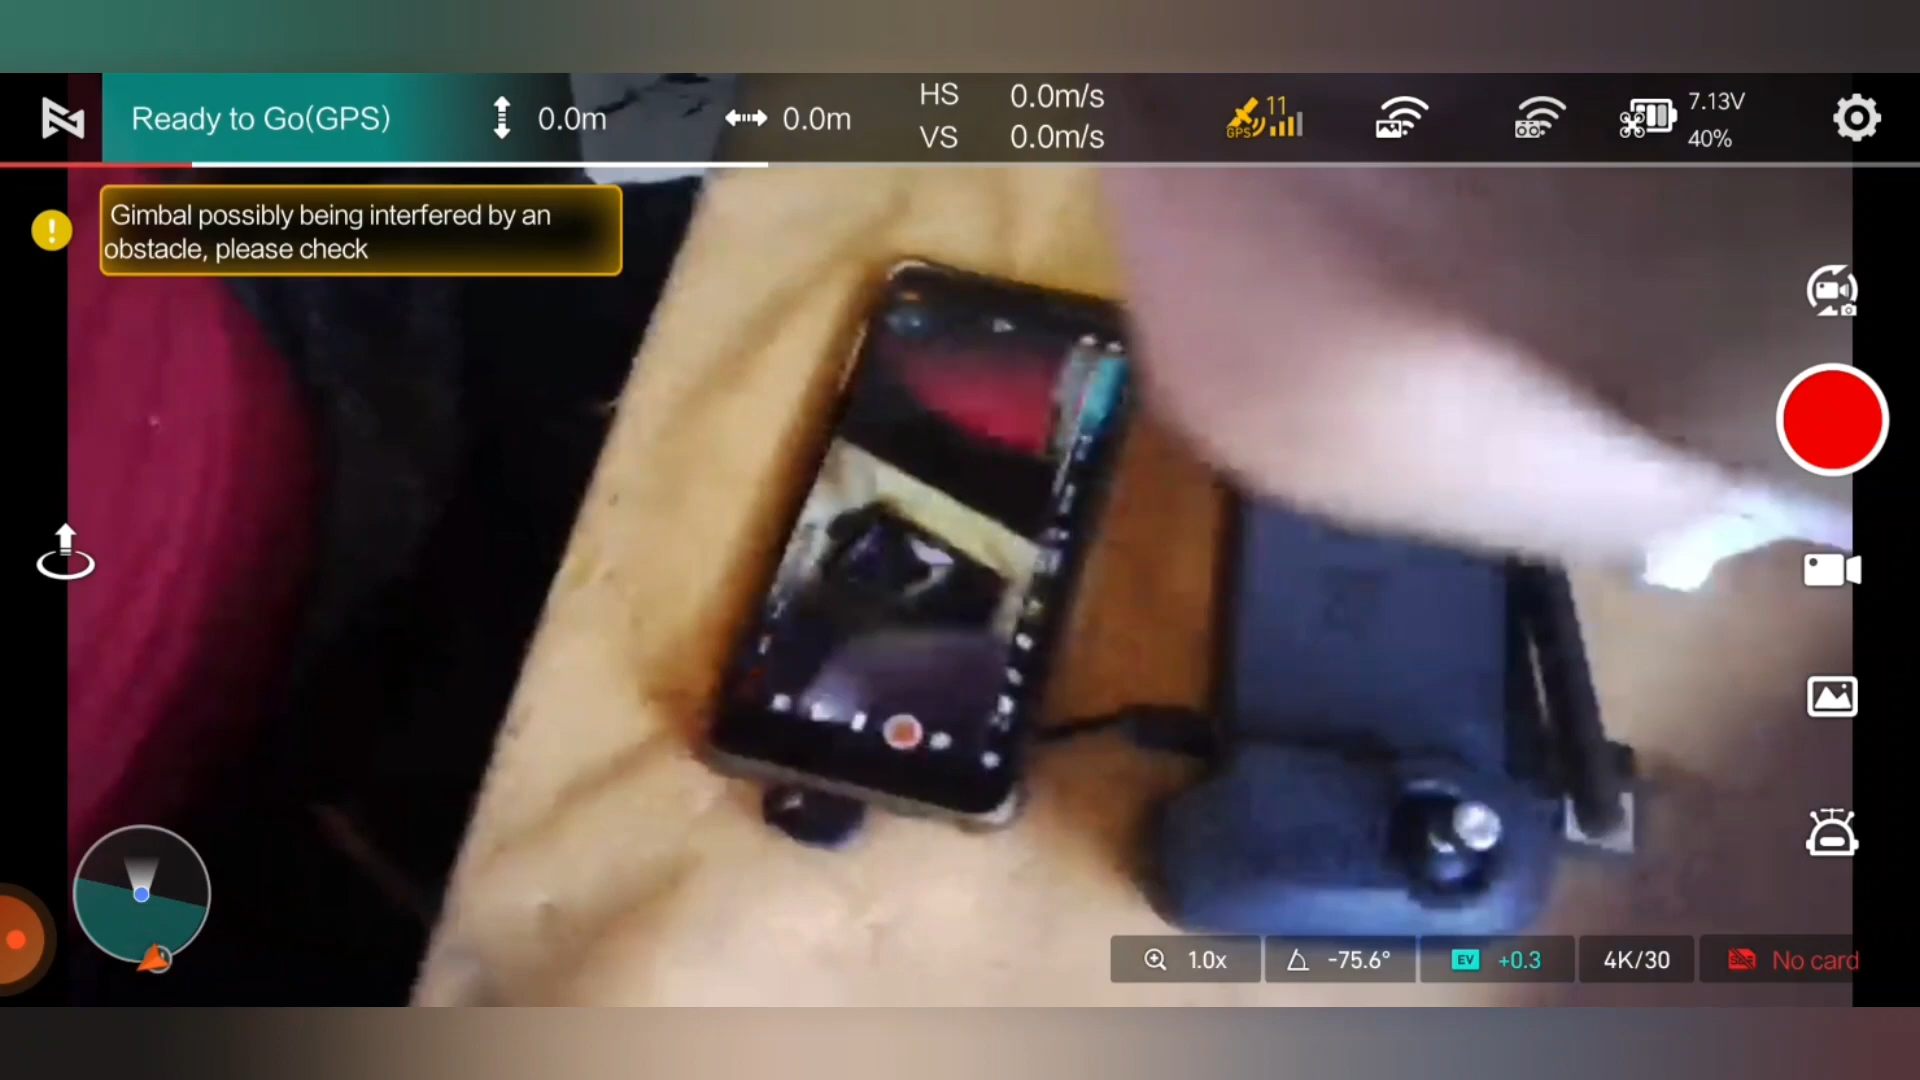 Ready to Go(GPS)
0.0m
0.0m
HS 0.0m/s
VS 0.0m/s
GPS 11
7.13V
40%
Gimbal possibly being interfered by an
obstacle, please check
1.0x
-75.6°
EV +0.3
4K/30
No card